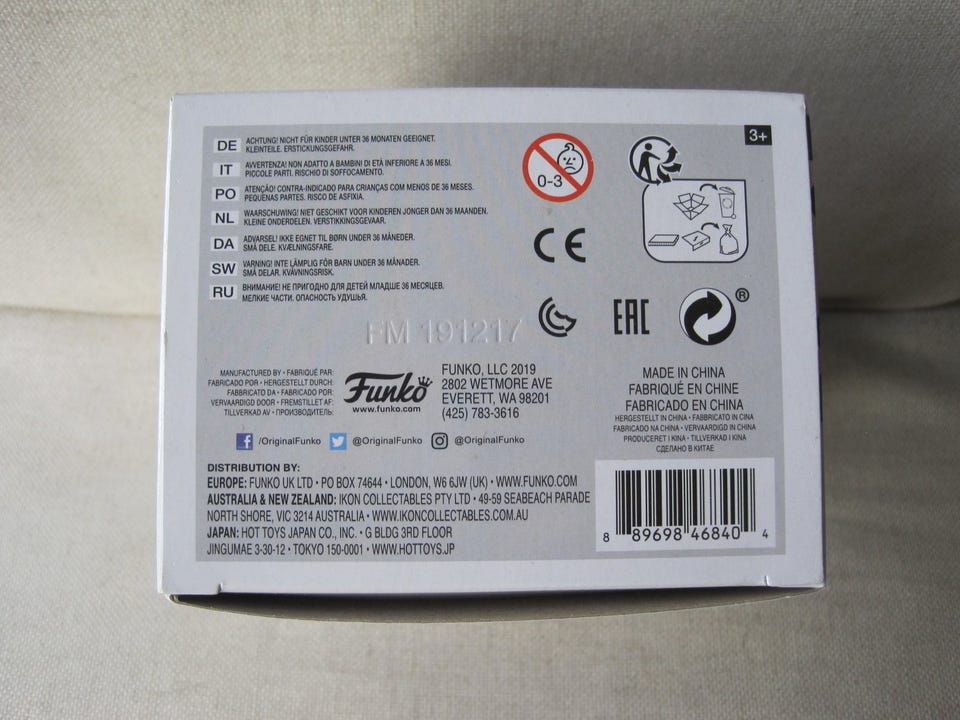 3+
DE ACHTUNG! NICHT FÜR KINDER UNTER 36 MONATEN GEEIGNET.
KLEINTEILE. ERSTICKUNGSGEFAHR.
IT AVVERTENZA! NON ADATTO A BAMBINI DI ETÀ INFERIORE A 36 MESI.
PICCOLE PARTI. RISCHIO DI SOFFOCAMENTO.
PO ATENÇÃO! CONTRA-INDICADO PARA CRIANÇAS COM MENOS DE 36 MESES.
PEQUENAS PARTES. RISCO DE ASFIXIA.
NL WAARSCHUWING! NIET GESCHIKT VOOR KINDEREN JONGER DAN 36 MAANDEN.
KLEINE ONDERDELEN. VERSTIKKINGSGEVAAR.
DA ADVARSEL! IKKE EGNET TIL BØRN UNDER 36 MÅNEDER.
SMÅ DELE. KVÆLNINGSFARE.
SW VARNING! INTE LÄMPLIG FÖR BARN UNDER 36 MÅNADER.
SMÅ DELAR. KVÄVNINGSRISK.
RU ВНИМАНИЕ! НЕ ПРИГОДНО ДЛЯ ДЕТЕЙ МЛАДШЕ 36 МЕСЯЦЕВ.
МЕЛКИЕ ЧАСТИ. ОПАСНОСТЬ УДУШЬЯ.
0-3
CE
EAC
®
FM 191217
MANUFACTURED BY • FABRIQUÉ PAR:
FABRICADO POR • HERGESTELLT DURCH:
FABBRICATO DA • FABRICADO POR:
VERVAARDIGD DOOR • FREMSTILLET AF:
TILLVERKAD AV • ПРОИЗВОДИТЕЛЬ:
Funko
www.funko.com
FUNKO, LLC 2019
2802 WETMORE AVE
EVERETT, WA 98201
(425) 783-3616
MADE IN CHINA
FABRIQUÉ EN CHINE
FABRICADO EN CHINA
HERGESTELLT IN CHINA • FABBRICATO IN CINA
FABRICADO NA CHINA • VERVAARDIGD IN CHINA
PRODUCERET I KINA • TILLVERKAD I KINA
СДЕЛАНО В КИТАЕ
/OriginalFunko @OriginalFunko @OriginalFunko
DISTRIBUTION BY:
EUROPE: FUNKO UK LTD • PO BOX 74644 • LONDON, W6 6JW (UK) • WWW.FUNKO.COM
AUSTRALIA & NEW ZEALAND: IKON COLLECTABLES PTY LTD • 49-59 SEABEACH PARADE
NORTH SHORE, VIC 3214 AUSTRALIA • WWW.IKONCOLLECTABLES.COM.AU
JAPAN: HOT TOYS JAPAN CO., INC. • G BLDG 3RD FLOOR
JINGUMAE 3-30-12 • TOKYO 150-0001 • WWW.HOTTOYS.JP
8 89698 46840 4